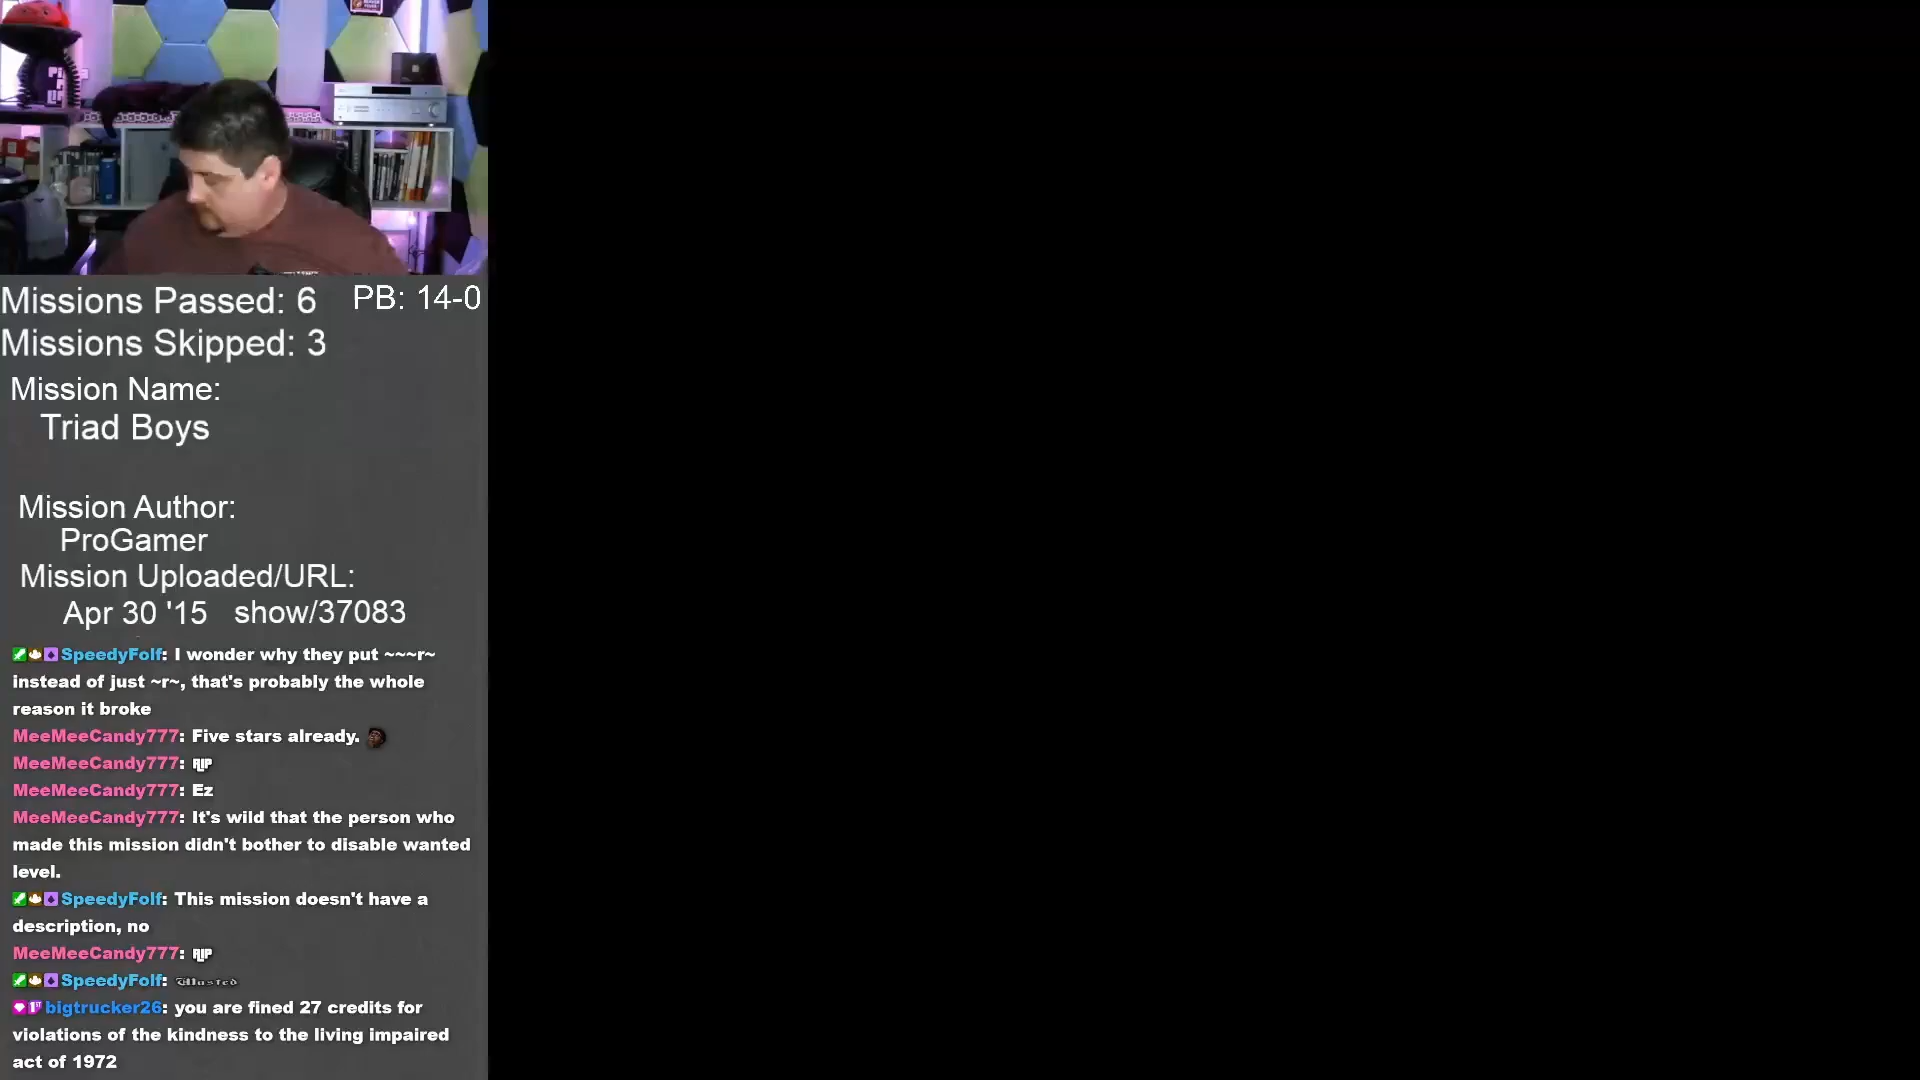 Missions Passed: 6
PB: 14-0
Missions Skipped: 3
Mission Name:
Triad Boys
Mission Author:
ProGamer
Mission Uploaded/URL:
Apr 30 '15 show/37083
SpeedyFolf: I wonder why they put ~~~r~
instead of just ~r~, that's probably the whole
reason it broke
MeeMeeCandy777: Five stars already.
MeeMeeCandy777: RIP
MeeMeeCandy777: Ez
MeeMeeCandy777: It's wild that the person who
made this mission didn't bother to disable wanted
level.
SpeedyFolf: This mission doesn't have a
description, no
MeeMeeCandy777: RIP
SpeedyFolf: Wasted
bigtrucker26: you are fined 27 credits for
violations of the kindness to the living impaired
act of 1972